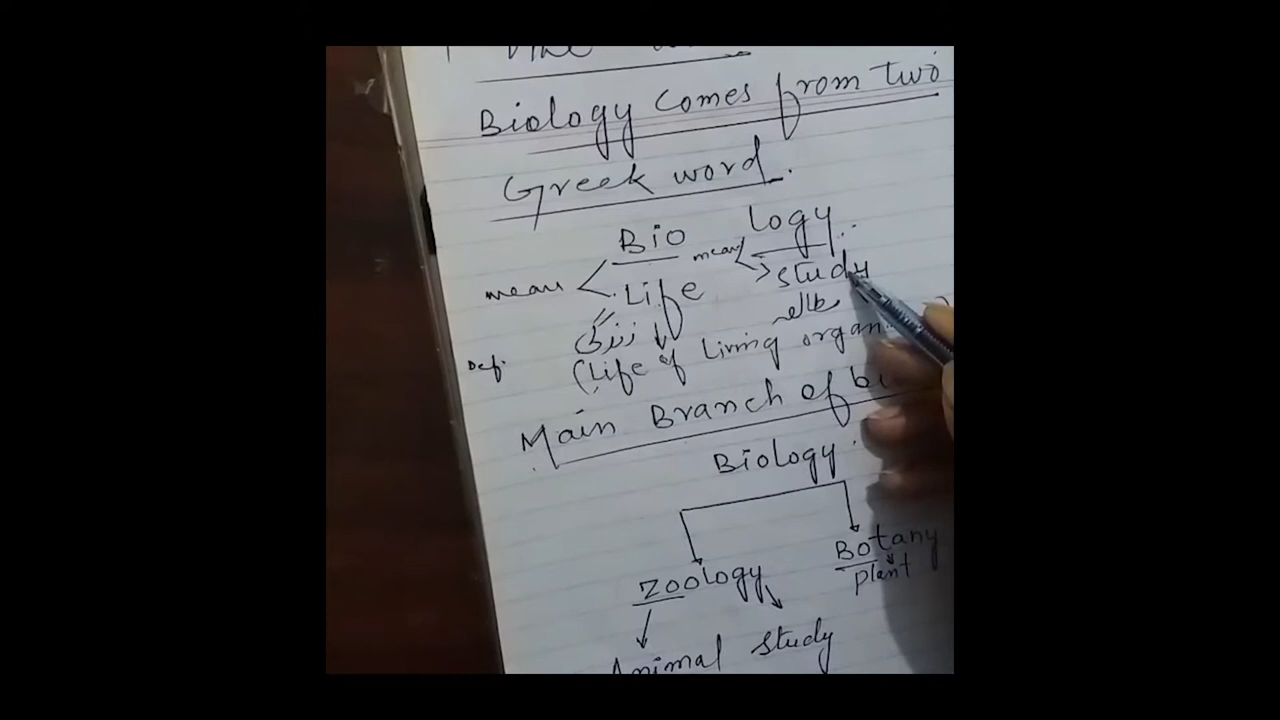 Biology Comes from two
Greek word.
Bio logy
mean mean
Life study
زندگی
Def: (Life of living organ
Main Branch of bi
Biology
Zoology Botany
plant
Animal study